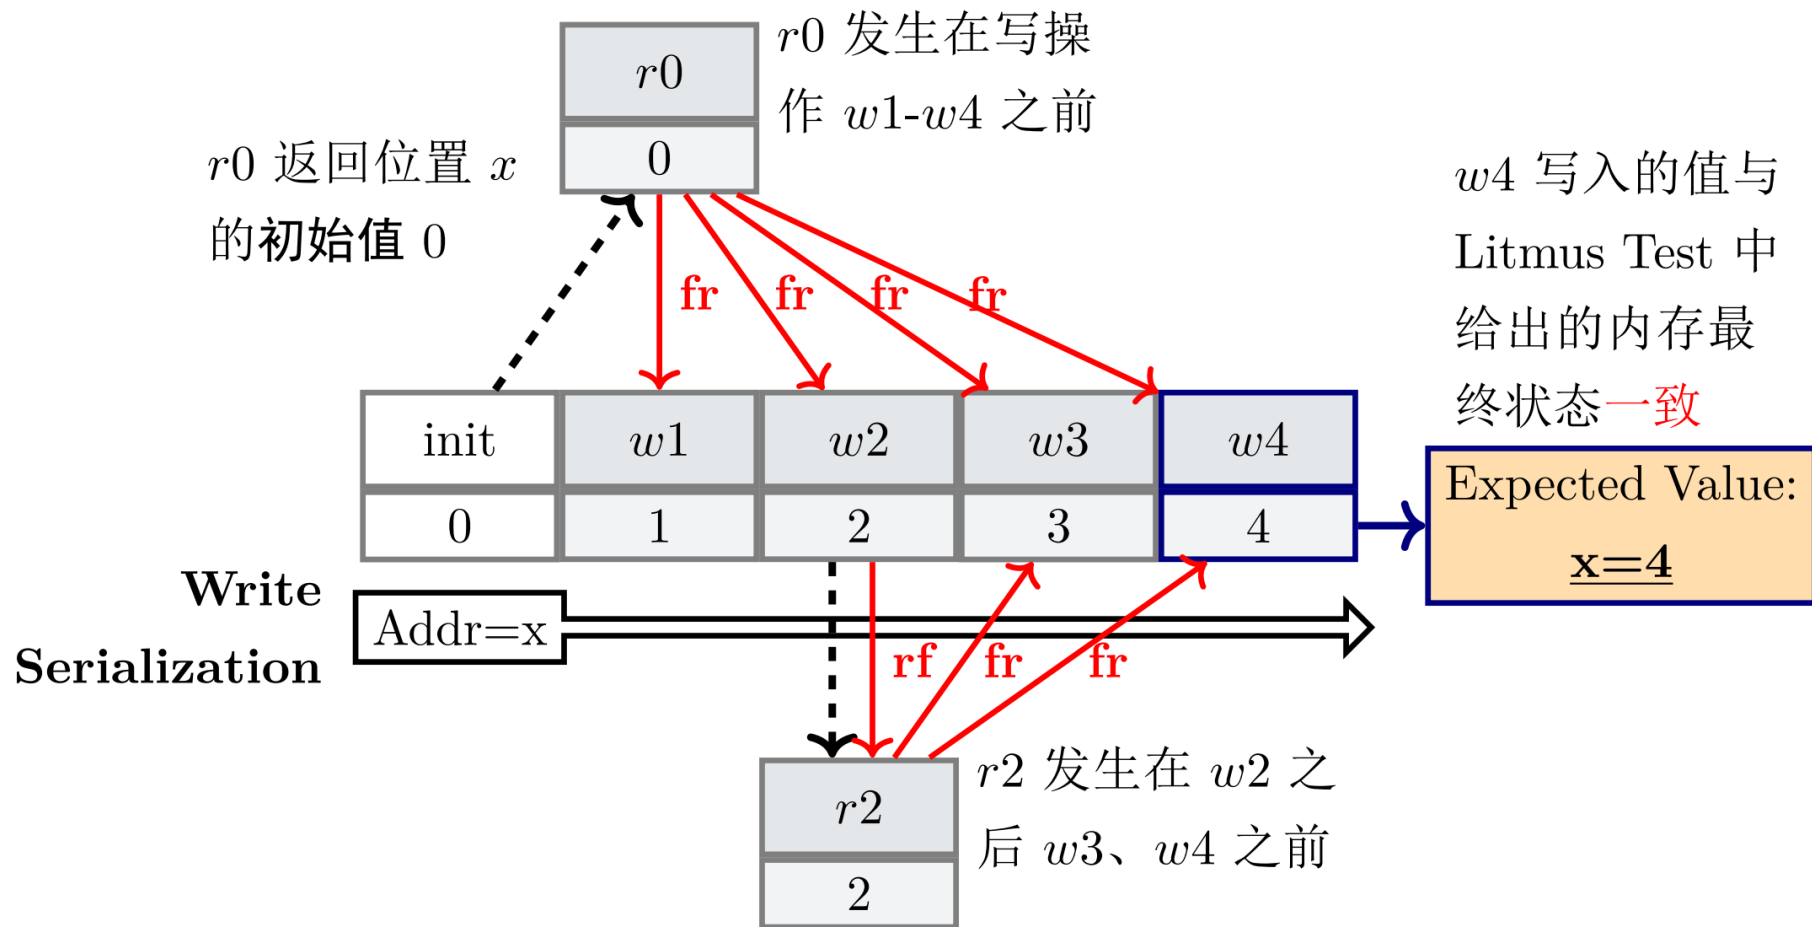 r0
0
r0 发生在写操
作 w1-w4 之前
r0 返回位置 x
的初始值 0
w4 写入的值与
Litmus Test 中
给出的内存最
终状态一致
fr
fr
fr
fr
init
w1
w2
w3
w4
0
1
2
3
4
Expected Value:
x=4
Write
Serialization
Addr=x
rf
fr
fr
r2
2
r2 发生在 w2 之
后 w3、w4 之前